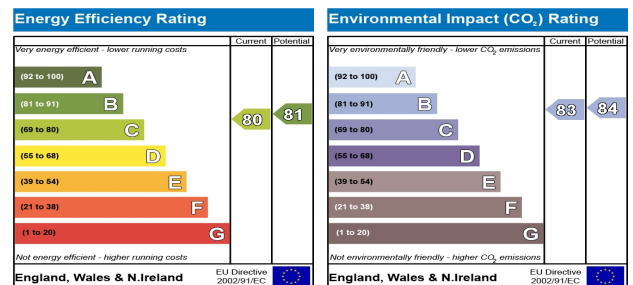 Energy Efficiency Rating
Current Potential
Very energy efficient - lower running costs
(92 to 100) A
(81 to 91) B
(69 to 80) C
(55 to 68) D
(39 to 54) E
(21 to 38) F
(1 to 20) G
80 81
Not energy efficient - higher running costs
England, Wales & N.Ireland
EU Directive
2002/91/EC
Environmental Impact (CO₂) Rating
Current Potential
Very environmentally friendly - lower CO₂ emissions
(92 to 100) A
(81 to 91) B
(69 to 80) C
(55 to 68) D
(39 to 54) E
(21 to 38) F
(1 to 20) G
83 84
Not environmentally friendly - higher CO₂ emissions
England, Wales & N.Ireland
EU Directive
2002/91/EC